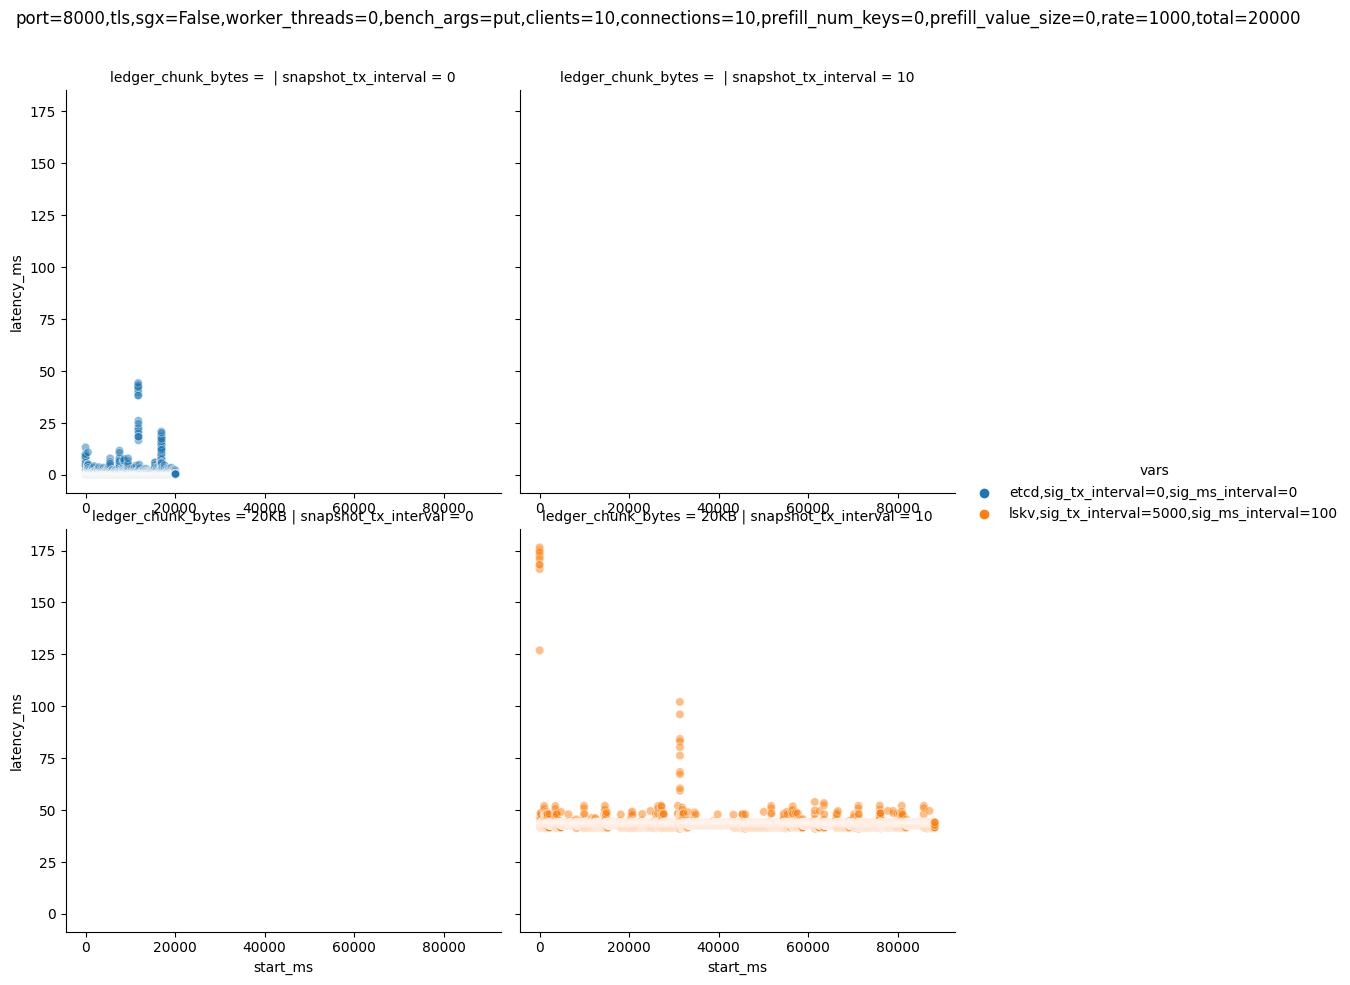 port=8000,tls,sgx=False,worker_threads=0,bench_args=put,clients=10,connections=10,prefill_num_keys=0,prefill_value_size=0,rate=1000,total=20000
ledger_chunk_bytes =  | snapshot_tx_interval = 0
ledger_chunk_bytes =  | snapshot_tx_interval = 10
175
150
125
100
75
50
25
0
latency_ms
0 20000 40000 60000 80000
0 20000 40000 60000 80000
vars
etcd,sig_tx_interval=0,sig_ms_interval=0
lskv,sig_tx_interval=5000,sig_ms_interval=100
ledger_chunk_bytes = 20KB | snapshot_tx_interval = 0
ledger_chunk_bytes = 20KB | snapshot_tx_interval = 10
175
150
125
100
75
50
25
0
latency_ms
0 20000 40000 60000 80000
0 20000 40000 60000 80000
start_ms
start_ms